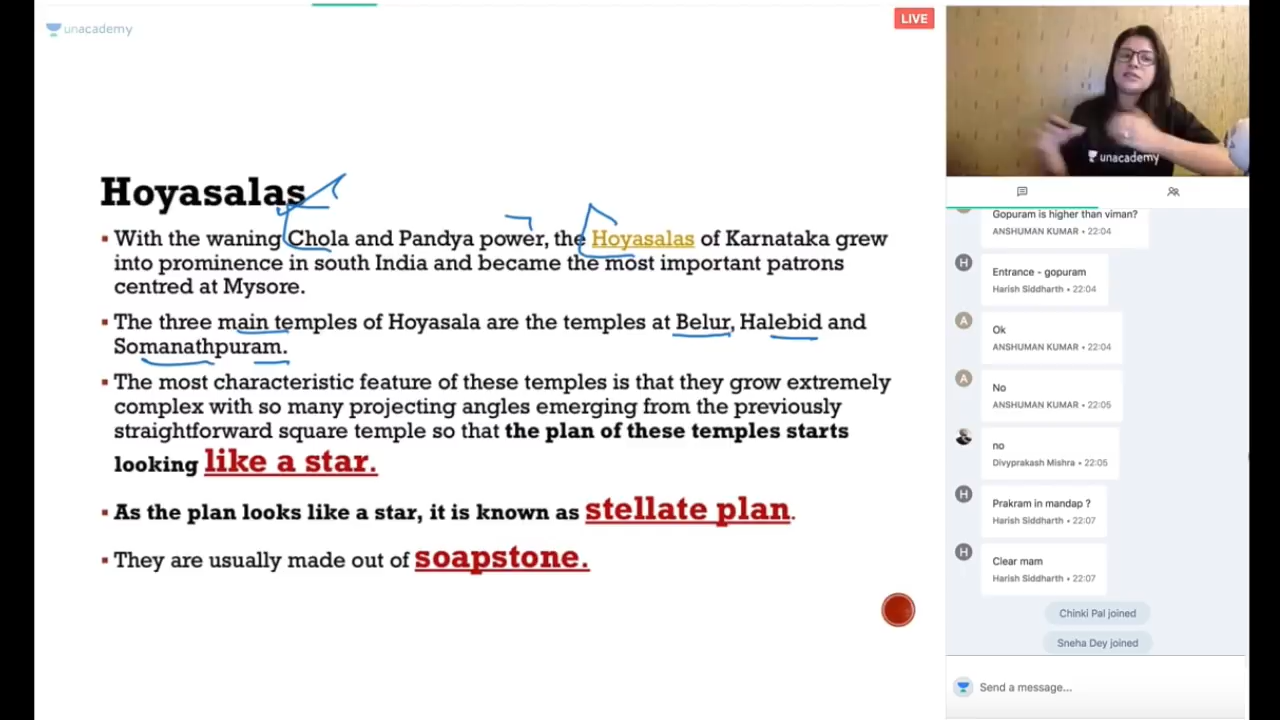 unacademy
LIVE
Hoyasalas
▪ With the waning Chola and Pandya power, the Hoyasalas of Karnataka grew
into prominence in south India and became the most important patrons
centred at Mysore.
▪ The three main temples of Hoyasala are the temples at Belur, Halebid and
Somanathpuram.
▪ The most characteristic feature of these temples is that they grow extremely
complex with so many projecting angles emerging from the previously
straightforward square temple so that the plan of these temples starts
looking like a star.
▪ As the plan looks like a star, it is known as stellate plan.
▪ They are usually made out of soapstone.
unacademy
Gopuram is higher than viman?
ANSHUMAN KUMAR • 22:04
H
Entrance - gopuram
Harish Siddharth • 22:04
A
Ok
ANSHUMAN KUMAR • 22:04
A
No
ANSHUMAN KUMAR • 22:05
no
Divyprakash Mishra • 22:05
H
Prakram in mandap ?
Harish Siddharth • 22:07
H
Clear mam
Harish Siddharth • 22:07
Chinki Pal joined
Sneha Dey joined
Send a message...